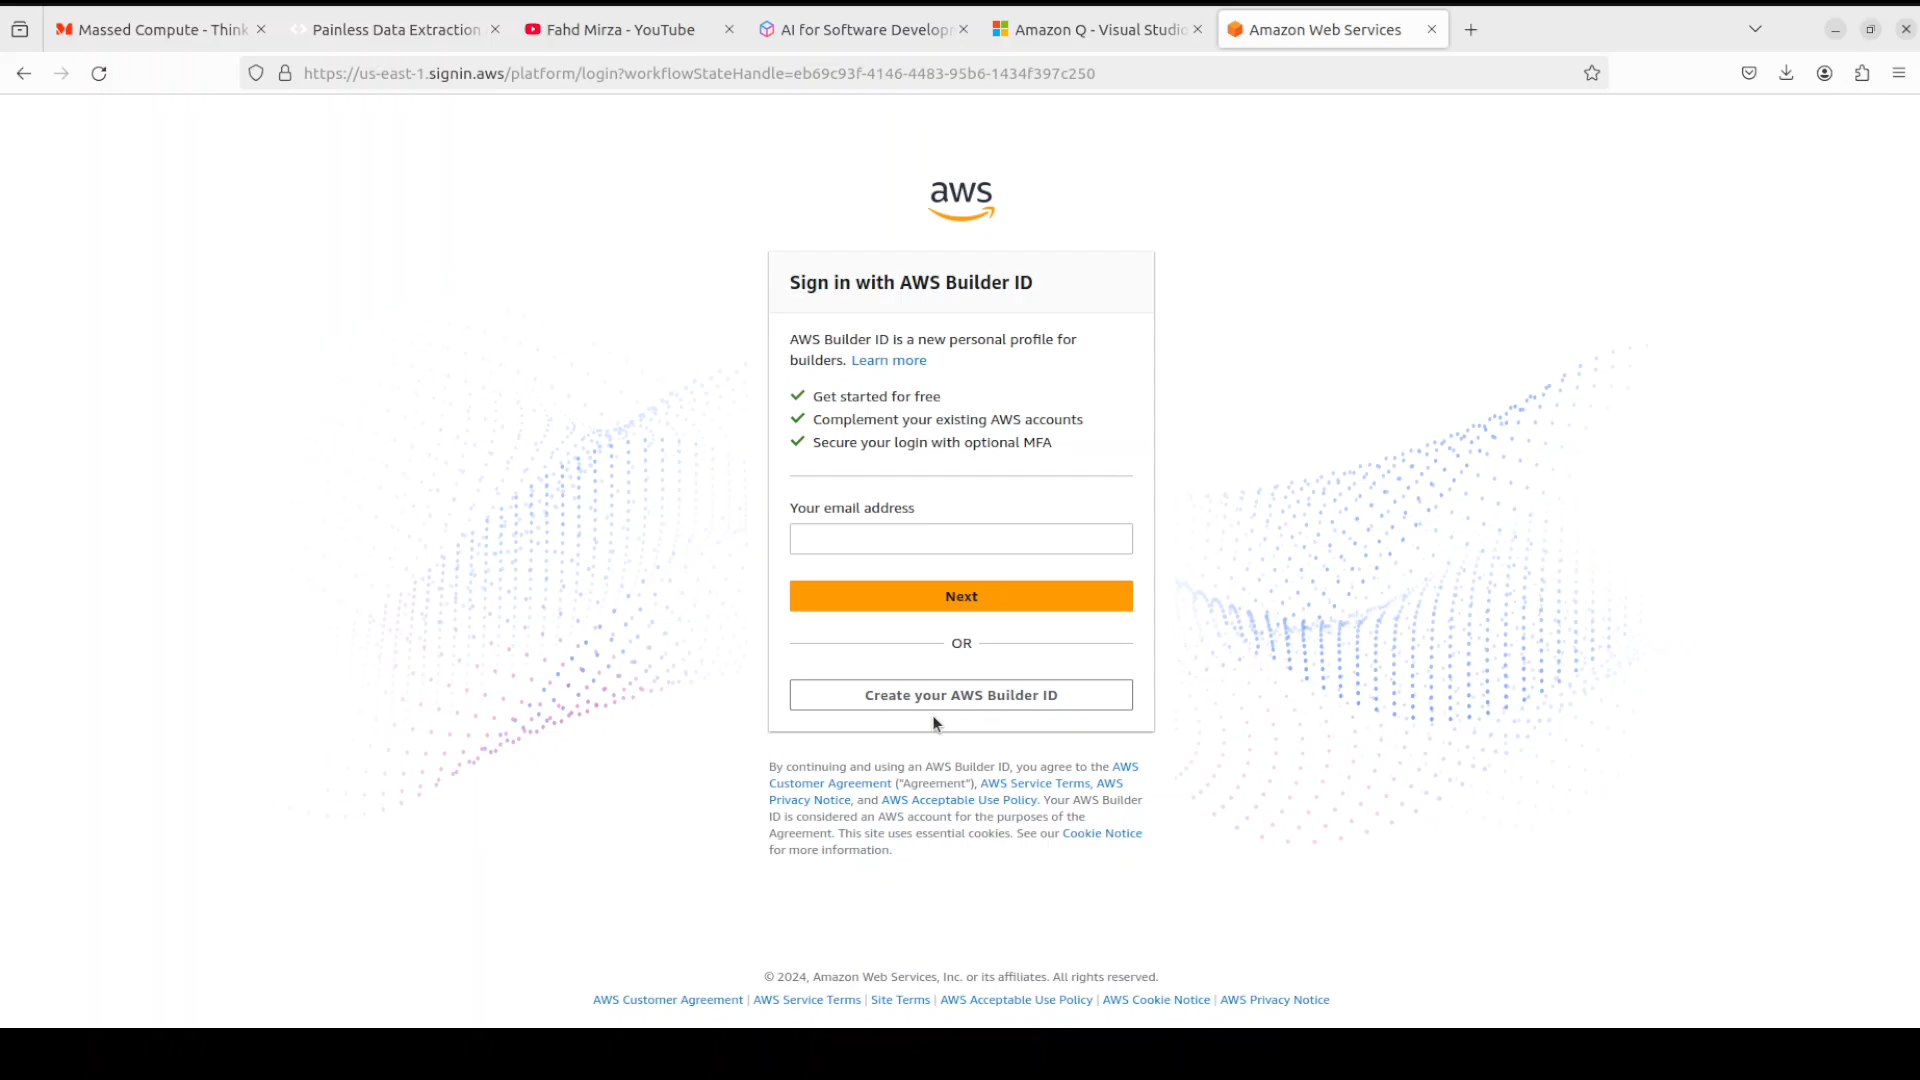 Massed Compute - Think
Painless Data Extraction
Fahd Mirza - YouTube
AI for Software Developm
Amazon Q - Visual Studio
Amazon Web Services
https://us-east-1.signin.aws/platform/login?workflowStateHandle=eb69c93f-4146-4483-95b6-1434f397c250
aws
Sign in with AWS Builder ID
AWS Builder ID is a new personal profile for
builders. Learn more
Get started for free
Complement your existing AWS accounts
Secure your login with optional MFA
Your email address
Next
OR
Create your AWS Builder ID
By continuing and using an AWS Builder ID, you agree to the AWS
Customer Agreement ("Agreement"), AWS Service Terms, AWS
Privacy Notice, and AWS Acceptable Use Policy. Your AWS Builder
ID is considered an AWS account for the purposes of the
Agreement. This site uses essential cookies. See our Cookie Notice
for more information.
© 2024, Amazon Web Services, Inc. or its affiliates. All rights reserved.
AWS Customer Agreement | AWS Service Terms | Site Terms | AWS Acceptable Use Policy | AWS Cookie Notice | AWS Privacy Notice